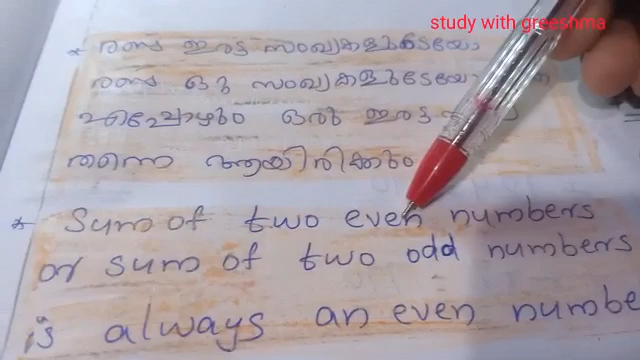 study with greeshma
* രണ്ട് ഇരട്ട സംഖ്യകളുടേയോ
രണ്ട് ഒറ്റ സംഖ്യകളുടേയോ
എപ്പോഴും ഒരു ഇരട്ട
തന്നെ ആയിരിക്കും
* Sum of two even numbers
or sum of two odd numbers
is always an even numbe